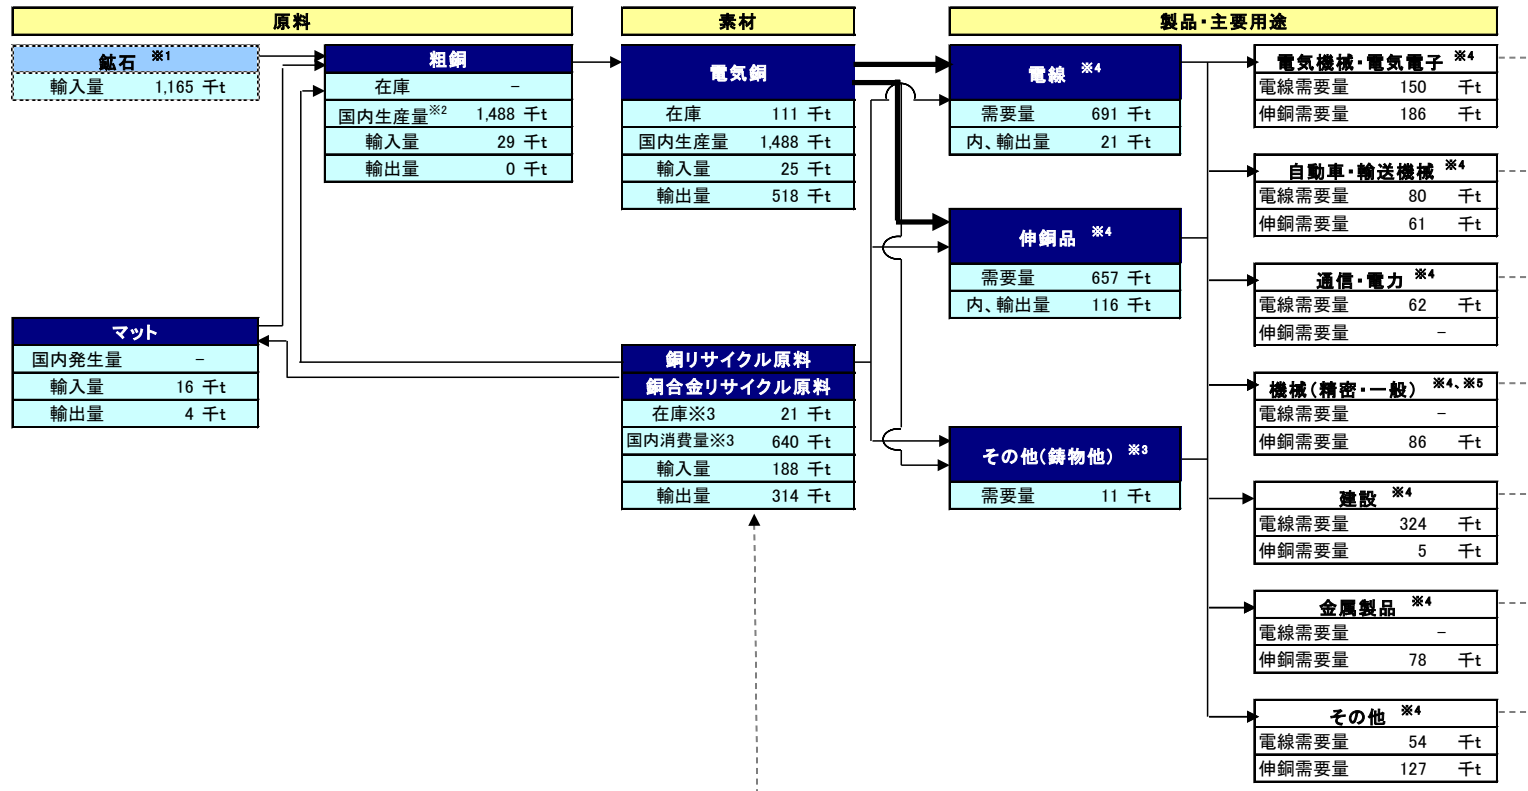 原料
素材
製品・主要用途
鉱石 ※1
輸入量 1,165 千t
粗銅
在庫 －
国内生産量※2 1,488 千t
輸入量 29 千t
輸出量 0 千t
マット
国内発生量 －
輸入量 16 千t
輸出量 4 千t
電気銅
在庫 111 千t
国内生産量 1,488 千t
輸入量 25 千t
輸出量 518 千t
銅リサイクル原料
銅合金リサイクル原料
在庫※3 21 千t
国内消費量※3 640 千t
輸入量 188 千t
輸出量 314 千t
電線 ※4
需要量 691 千t
内、輸出量 21 千t
伸銅品 ※4
需要量 657 千t
内、輸出量 116 千t
その他(鋳物他) ※3
需要量 11 千t
電気機械・電気電子 ※4
電線需要量 150 千t
伸銅需要量 186 千t
自動車・輸送機械 ※4
電線需要量 80 千t
伸銅需要量 61 千t
通信・電力 ※4
電線需要量 62 千t
伸銅需要量 －
機械(精密・一般) ※4、※5
電線需要量 －
伸銅需要量 86 千t
建設 ※4
電線需要量 324 千t
伸銅需要量 5 千t
金属製品 ※4
電線需要量 －
伸銅需要量 78 千t
その他 ※4
電線需要量 54 千t
伸銅需要量 127 千t